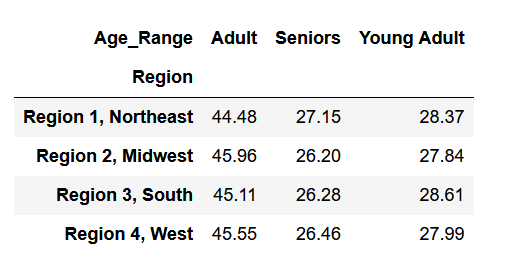 Age_Range Adult Seniors Young Adult
Region
Region 1, Northeast 44.48 27.15 28.37
Region 2, Midwest 45.96 26.20 27.84
Region 3, South 45.11 26.28 28.61
Region 4, West 45.55 26.46 27.99